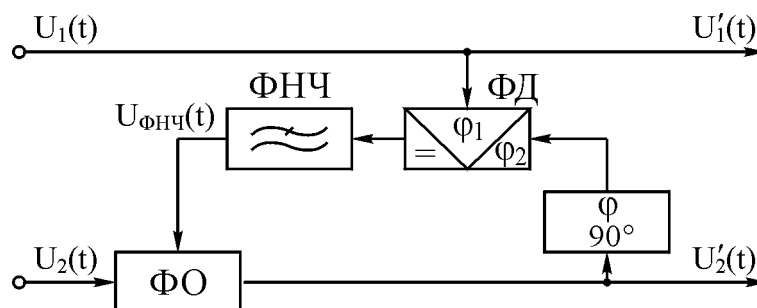 U₁(t)
U′₁(t)
ФНЧ
ФД
U_ФНЧ(t)
=
φ₁
φ₂
φ
90°
U₂(t)
ФО
U′₂(t)